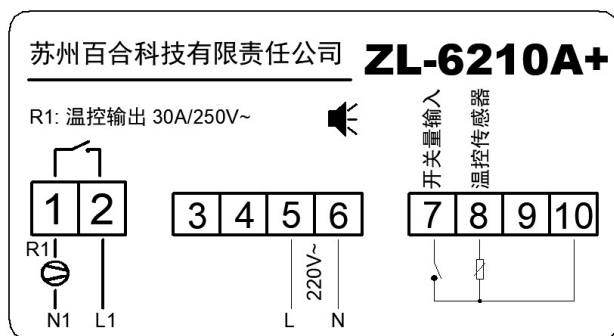 苏州百合科技有限责任公司 ZL-6210A+
R1: 温控输出 30A/250V~
开关量输入
温控传感器
1 2 3 4 5 6 7 8 9 10
R1
220V~
N1 L1 L N